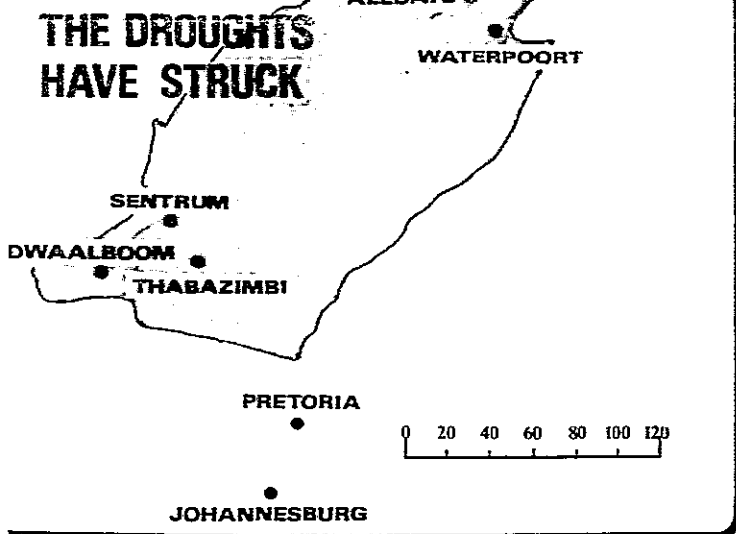 THE DROUGHTS
HAVE STRUCK
WATERPOORT
SENTRUM
DWAALBOOM
THABAZIMBI
PRETORIA
0 20 40 60 80 100 120
JOHANNESBURG